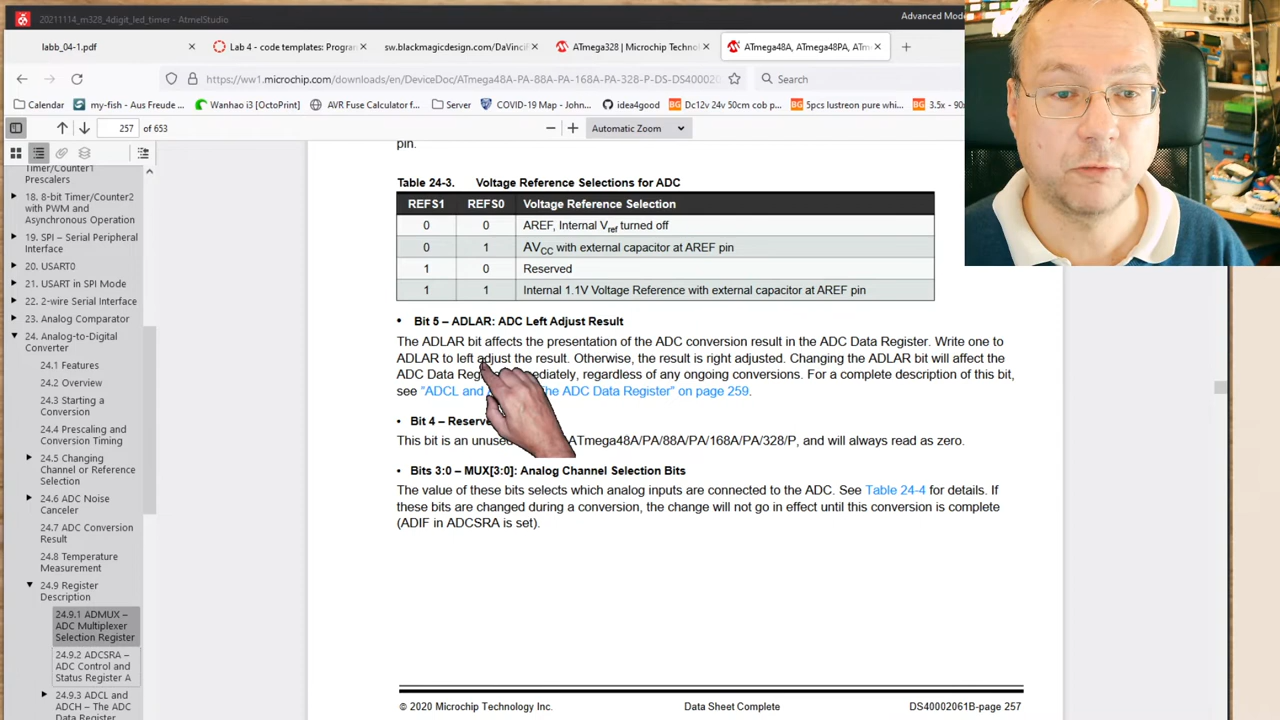 20211114_m328_4digit_led_timer - AtmelStudio
Advanced Mod
labb_04-1.pdf
Lab 4 - code templates: Program
sw.blackmagicdesign.com/DaVinci
ATmega328 | Microchip Technol
ATmega48A, ATmega48PA, ATm
https://ww1.microchip.com/downloads/en/DeviceDoc/ATmega48A-PA-88A-PA-168A-PA-328-P-DS-DS400020
Search
Calendar
my-fish - Aus Freude
Wanhao i3 [OctoPrint]
AVR Fuse Calculator
Server
COVID-19 Map - John...
idea4good
Dc12v 24v 50cm cob p...
5pcs lustreon pure whi...
3.5x - 90x
257 of 653
Automatic Zoom
Timer/Counter1
Prescalers
18. 8-bit Timer/Counter2
with PWM and
Asynchronous Operation
19. SPI – Serial Peripheral
Interface
20. USART0
21. USART in SPI Mode
22. 2-wire Serial Interface
23. Analog Comparator
24. Analog-to-Digital
Converter
24.1 Features
24.2 Overview
24.3 Starting a
Conversion
24.4 Prescaling and
Conversion Timing
24.5 Changing
Channel or Reference
Selection
24.6 ADC Noise
Canceler
24.7 ADC Conversion
Result
24.8 Temperature
Measurement
24.9 Register
Description
24.9.1 ADMUX –
ADC Multiplexer
Selection Register
24.9.2 ADCSRA –
ADC Control and
Status Register A
24.9.3 ADCL and
ADCH – The ADC
Data Register
pin.
Table 24-3. Voltage Reference Selections for ADC
REFS1 REFS0 Voltage Reference Selection
0 0 AREF, Internal Vref turned off
0 1 AVCC with external capacitor at AREF pin
1 0 Reserved
1 1 Internal 1.1V Voltage Reference with external capacitor at AREF pin
• Bit 5 – ADLAR: ADC Left Adjust Result
The ADLAR bit affects the presentation of the ADC conversion result in the ADC Data Register. Write one to
ADLAR to left adjust the result. Otherwise, the result is right adjusted. Changing the ADLAR bit will affect the
ADC Data Reg mediately, regardless of any ongoing conversions. For a complete description of this bit,
see "ADCL and he ADC Data Register" on page 259.
• Bit 4 – Reserve
This bit is an unuse ATmega48A/PA/88A/PA/168A/PA/328/P, and will always read as zero.
• Bits 3:0 – MUX[3:0]: Analog Channel Selection Bits
The value of these bits selects which analog inputs are connected to the ADC. See Table 24-4 for details. If
these bits are changed during a conversion, the change will not go in effect until this conversion is complete
(ADIF in ADCSRA is set).
© 2020 Microchip Technology Inc. Data Sheet Complete DS40002061B-page 257